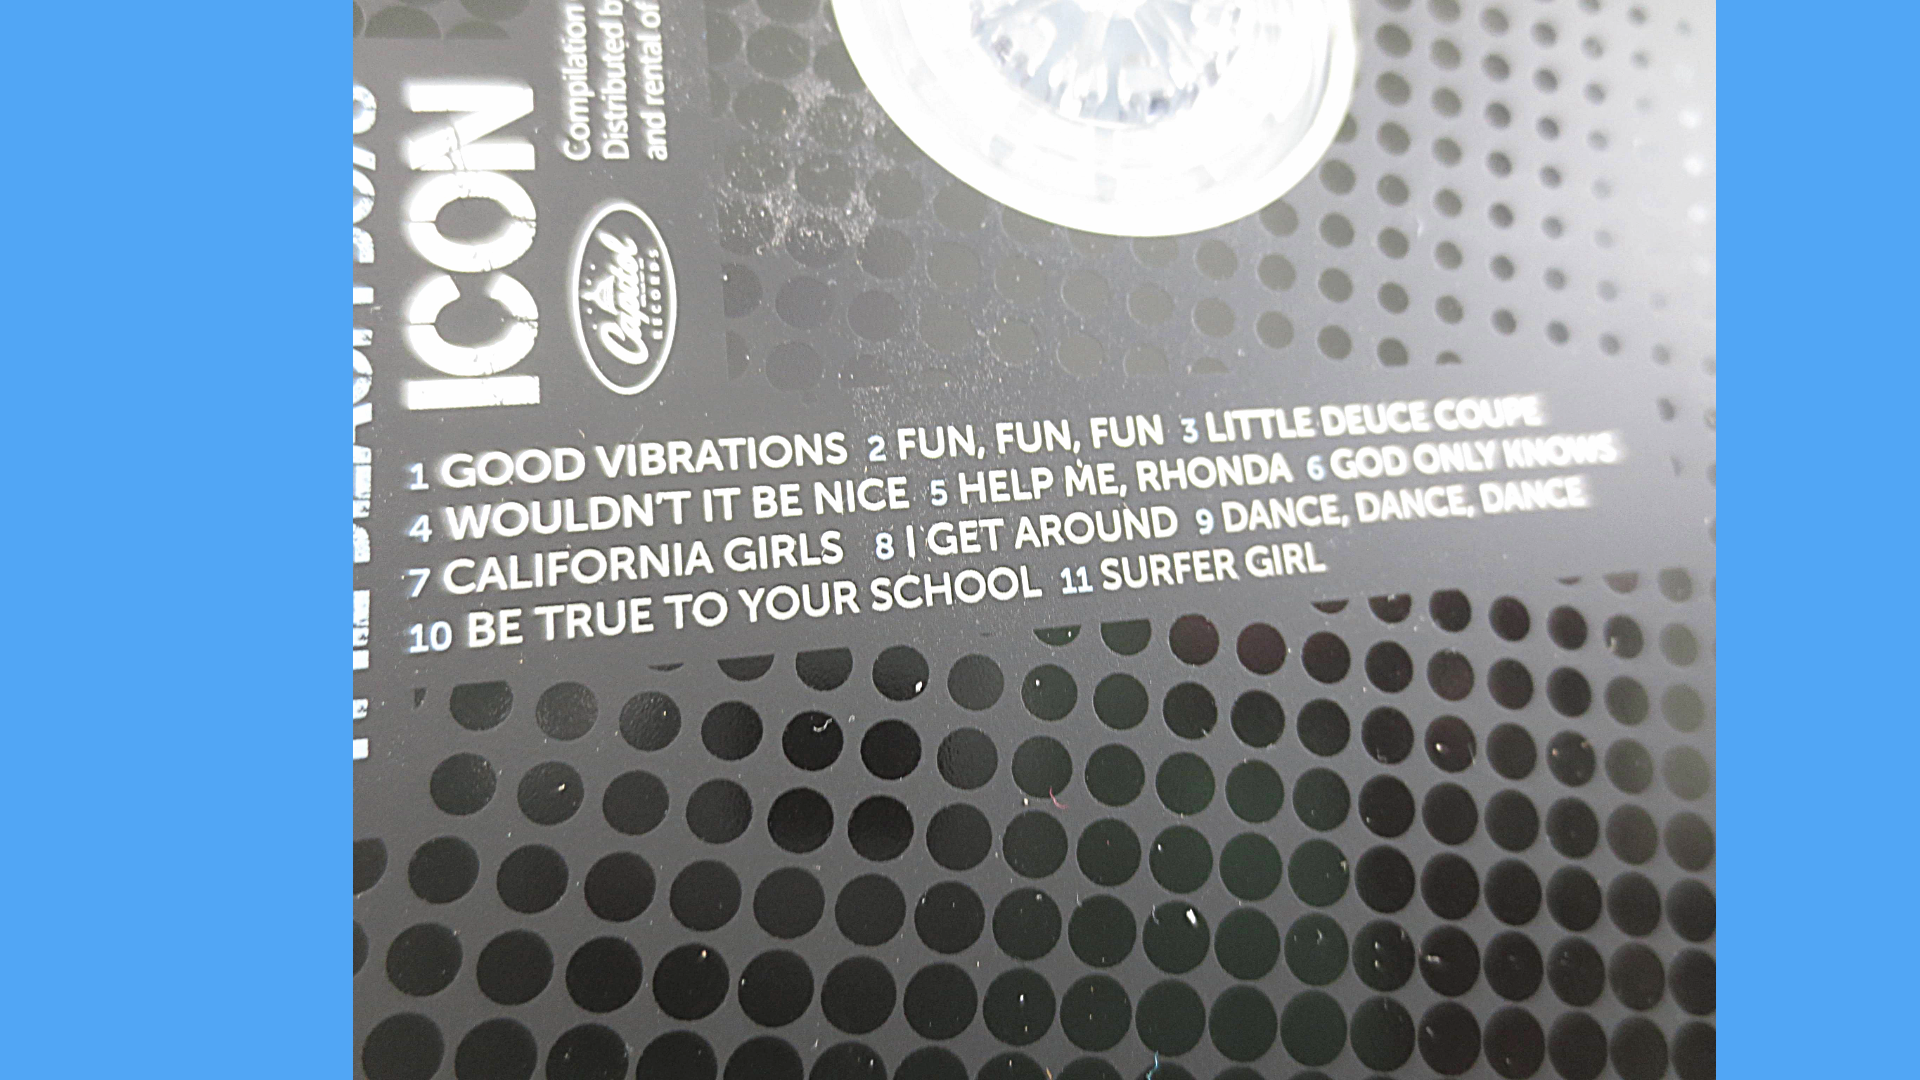 ICON
Compilation
Distributed b
and rental of
Capitol
RECORDS
1 GOOD VIBRATIONS 2 FUN, FUN, FUN 3 LITTLE DEUCE COUPE
4 WOULDN'T IT BE NICE 5 HELP ME, RHONDA 6 GOD ONLY KNOWS
7 CALIFORNIA GIRLS 8 I GET AROUND 9 DANCE, DANCE, DANCE
10 BE TRUE TO YOUR SCHOOL 11 SURFER GIRL